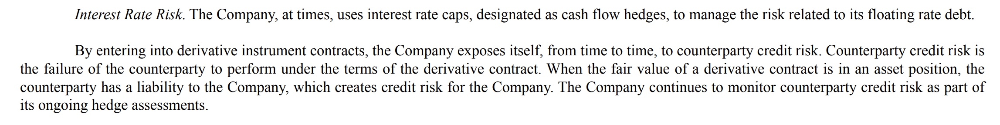 Interest Rate Risk. The Company, at times, uses interest rate caps, designated as cash flow hedges, to manage the risk related to its floating rate debt.
By entering into derivative instrument contracts, the Company exposes itself, from time to time, to counterparty credit risk. Counterparty credit risk is
the failure of the counterparty to perform under the terms of the derivative contract. When the fair value of a derivative contract is in an asset position, the
counterparty has a liability to the Company, which creates credit risk for the Company. The Company continues to monitor counterparty credit risk as part of
its ongoing hedge assessments.